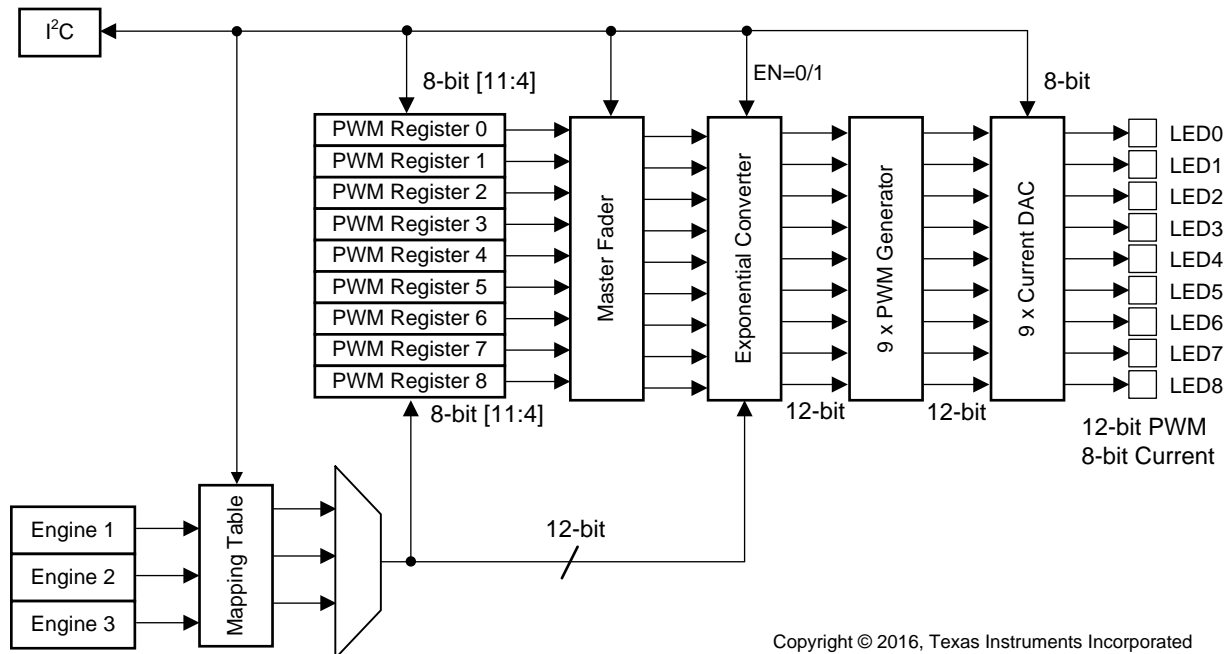 I²C
8-bit [11:4]
EN=0/1
8-bit
PWM Register 0
PWM Register 1
PWM Register 2
PWM Register 3
PWM Register 4
PWM Register 5
PWM Register 6
PWM Register 7
PWM Register 8
Master Fader
Exponential Converter
9 x PWM Generator
9 x Current DAC
LED0
LED1
LED2
LED3
LED4
LED5
LED6
LED7
LED8
8-bit [11:4]
12-bit
12-bit
12-bit PWM
8-bit Current
Engine 1
Engine 2
Engine 3
Mapping Table
12-bit
Copyright © 2016, Texas Instruments Incorporated